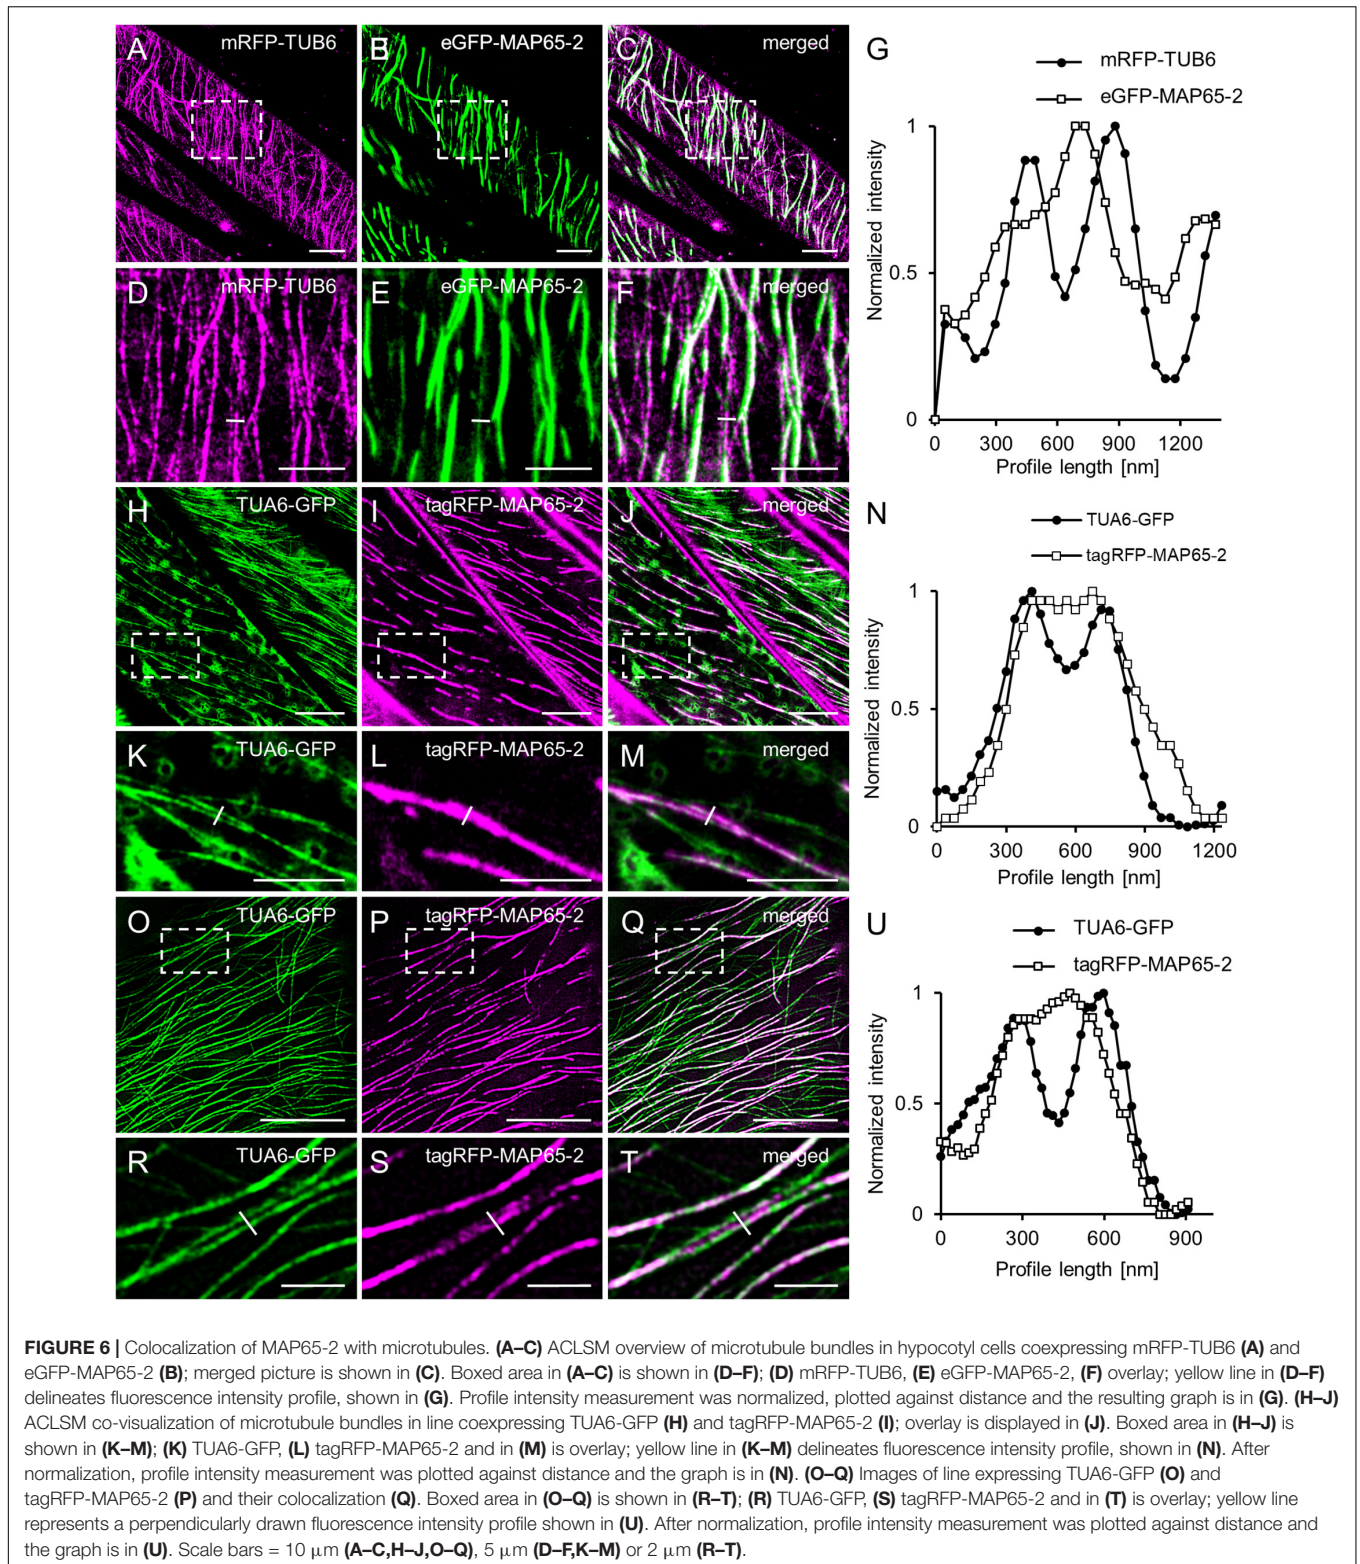 A mRFP-TUB6
B eGFP-MAP65-2
C merged
D mRFP-TUB6
E eGFP-MAP65-2
F merged
G
mRFP-TUB6
eGFP-MAP65-2
Normalized intensity
1
0.5
0
0 300 600 900 1200
Profile length [nm]
H TUA6-GFP
I tagRFP-MAP65-2
J merged
K TUA6-GFP
L tagRFP-MAP65-2
M merged
N
TUA6-GFP
tagRFP-MAP65-2
Normalized intensity
1
0.5
0
0 300 600 900 1200
Profile length [nm]
O TUA6-GFP
P tagRFP-MAP65-2
Q merged
R TUA6-GFP
S tagRFP-MAP65-2
T merged
U
TUA6-GFP
tagRFP-MAP65-2
Normalized intensity
1
0.5
0
0 300 600 900
Profile length [nm]
FIGURE 6 | Colocalization of MAP65-2 with microtubules. (A–C) ACLSM overview of microtubule bundles in hypocotyl cells coexpressing mRFP-TUB6 (A) and
eGFP-MAP65-2 (B); merged picture is shown in (C). Boxed area in (A–C) is shown in (D–F); (D) mRFP-TUB6, (E) eGFP-MAP65-2, (F) overlay; yellow line in (D–F)
delineates fluorescence intensity profile, shown in (G). Profile intensity measurement was normalized, plotted against distance and the resulting graph is in (G). (H–J)
ACLSM co-visualization of microtubule bundles in line coexpressing TUA6-GFP (H) and tagRFP-MAP65-2 (I); overlay is displayed in (J). Boxed area in (H–J) is
shown in (K–M); (K) TUA6-GFP, (L) tagRFP-MAP65-2 and in (M) is overlay; yellow line in (K–M) delineates fluorescence intensity profile, shown in (N). After
normalization, profile intensity measurement was plotted against distance and the graph is in (N). (O–Q) Images of line expressing TUA6-GFP (O) and
tagRFP-MAP65-2 (P) and their colocalization (Q). Boxed area in (O–Q) is shown in (R–T); (R) TUA6-GFP, (S) tagRFP-MAP65-2 and in (T) is overlay; yellow line
represents a perpendicularly drawn fluorescence intensity profile shown in (U). After normalization, profile intensity measurement was plotted against distance and
the graph is in (U). Scale bars = 10 μm (A–C,H–J,O–Q), 5 μm (D–F,K–M) or 2 μm (R–T).